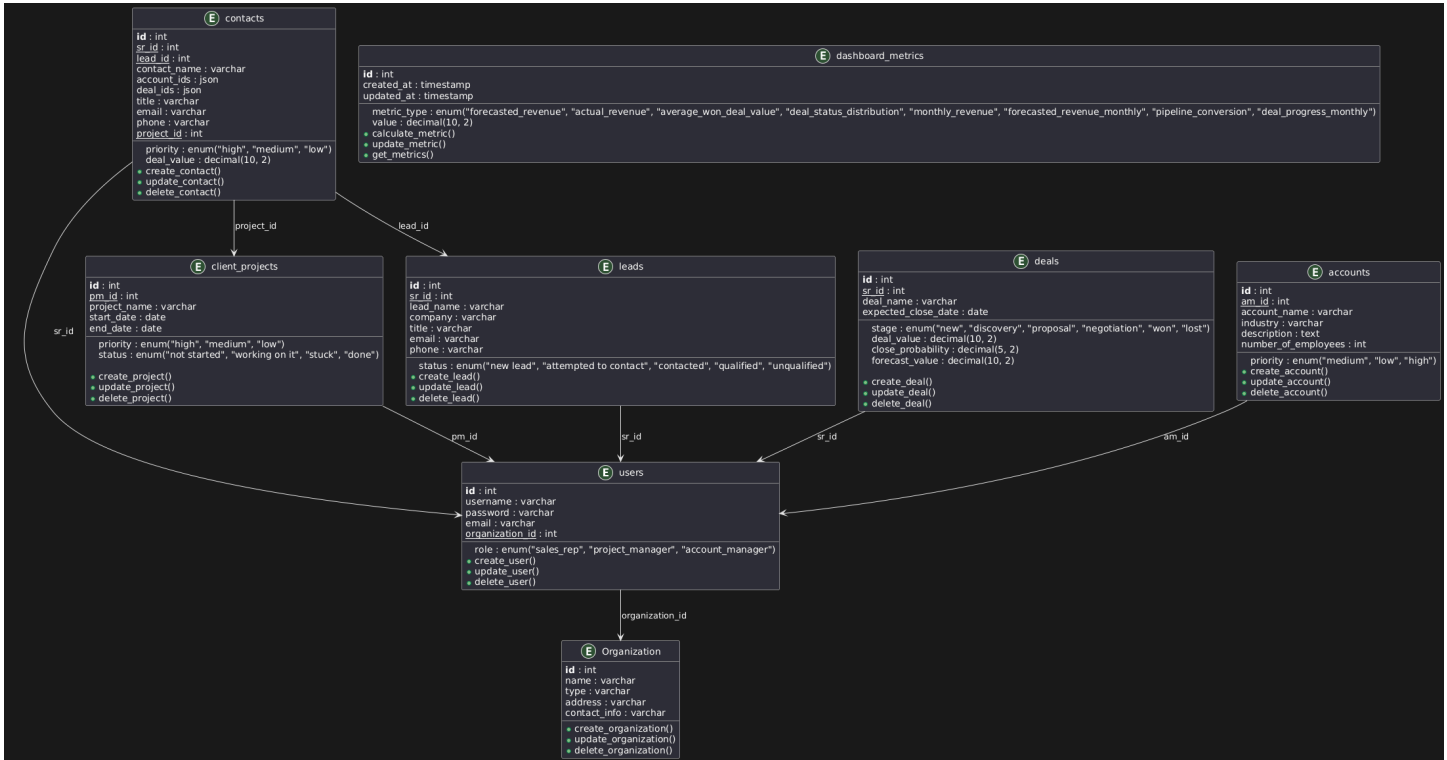 E contacts
id : int
sr_id : int
lead_id : int
contact_name : varchar
account_ids : json
deal_ids : json
title : varchar
email : varchar
phone : varchar
project_id : int
priority : enum("high", "medium", "low")
deal_value : decimal(10, 2)
create_contact()
update_contact()
delete_contact()
E dashboard_metrics
id : int
created_at : timestamp
updated_at : timestamp
metric_type : enum("forecasted_revenue", "actual_revenue", "average_won_deal_value", "deal_status_distribution", "monthly_revenue", "forecasted_revenue_monthly", "pipeline_conversion", "deal_progress_monthly")
value : decimal(10, 2)
calculate_metric()
update_metric()
get_metrics()
project_id
lead_id
sr_id
E client_projects
id : int
pm_id : int
project_name : varchar
start_date : date
end_date : date
priority : enum("high", "medium", "low")
status : enum("not started", "working on it", "stuck", "done")
create_project()
update_project()
delete_project()
E leads
id : int
sr_id : int
lead_name : varchar
company : varchar
title : varchar
email : varchar
phone : varchar
status : enum("new lead", "attempted to contact", "contacted", "qualified", "unqualified")
create_lead()
update_lead()
delete_lead()
E deals
id : int
sr_id : int
deal_name : varchar
expected_close_date : date
stage : enum("new", "discovery", "proposal", "negotiation", "won", "lost")
deal_value : decimal(10, 2)
close_probability : decimal(5, 2)
forecast_value : decimal(10, 2)
create_deal()
update_deal()
delete_deal()
E accounts
id : int
am_id : int
account_name : varchar
industry : varchar
description : text
number_of_employees : int
priority : enum("medium", "low", "high")
create_account()
update_account()
delete_account()
pm_id
sr_id
sr_id
am_id
E users
id : int
username : varchar
password : varchar
email : varchar
organization_id : int
role : enum("sales_rep", "project_manager", "account_manager")
create_user()
update_user()
delete_user()
organization_id
E Organization
id : int
name : varchar
type : varchar
address : varchar
contact_info : varchar
create_organization()
update_organization()
delete_organization()